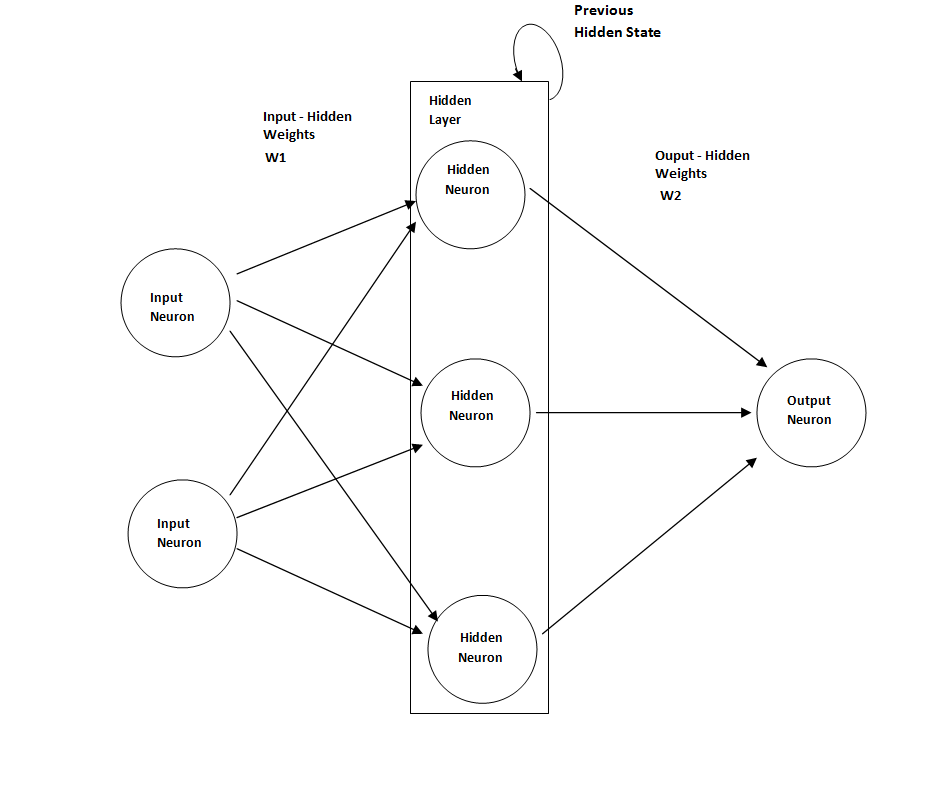 Previous
Hidden State
Hidden
Layer
Input - Hidden
Weights
W1
Ouput - Hidden
Weights
W2
Hidden
Neuron
Input
Neuron
Hidden
Neuron
Output
Neuron
Input
Neuron
Hidden
Neuron